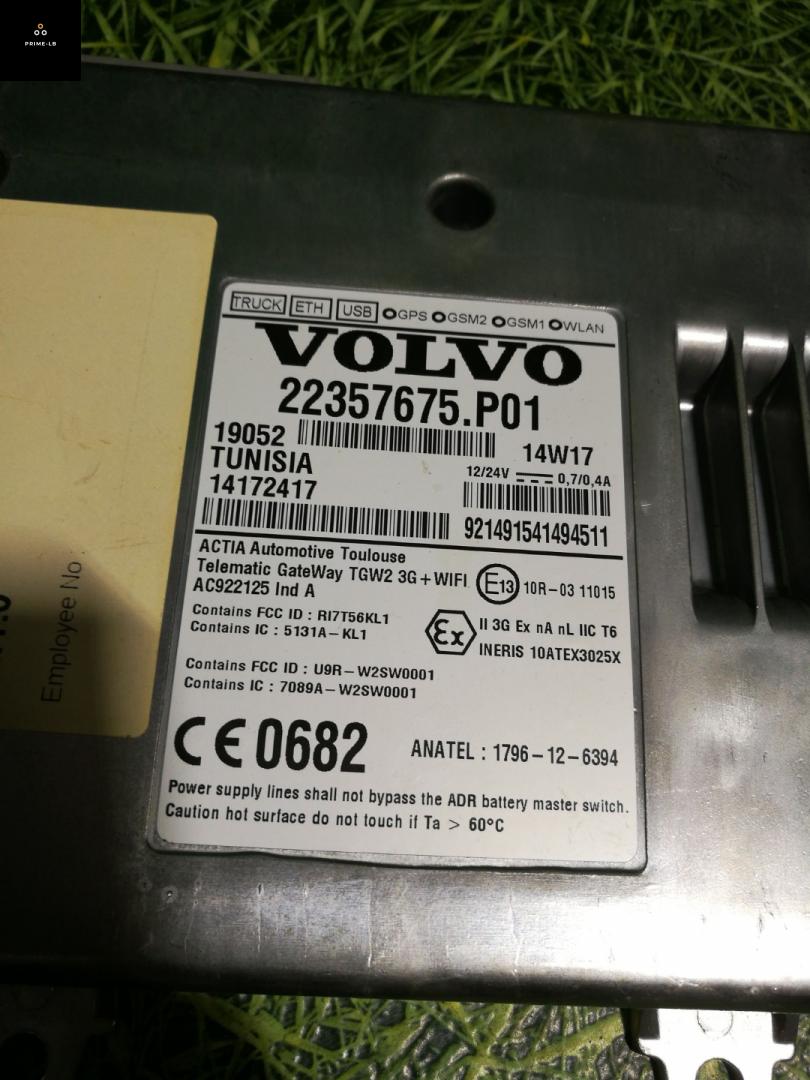 PRIME-LB
TRUCK ETH USB GPS GSM2 GSM1 WLAN
VOLVO
22357675.P01
19052
14W17
TUNISIA
12/24V 0,7/0,4A
14172417
921491541494511
ACTIA Automotive Toulouse
Telematic GateWay TGW2 3G+WIFI
E13 10R-03 11015
AC922125 Ind A
Contains FCC ID : RI7T56KL1
Contains IC : 5131A-KL1
Ex II 3G Ex nA nL IIC T6
INERIS 10ATEX3025X
Contains FCC ID : U9R-W2SW0001
Contains IC : 7089A-W2SW0001
CE 0682
ANATEL : 1796-12-6394
Power supply lines shall not bypass the ADR battery master switch.
Caution hot surface do not touch if Ta > 60°C
Employee No